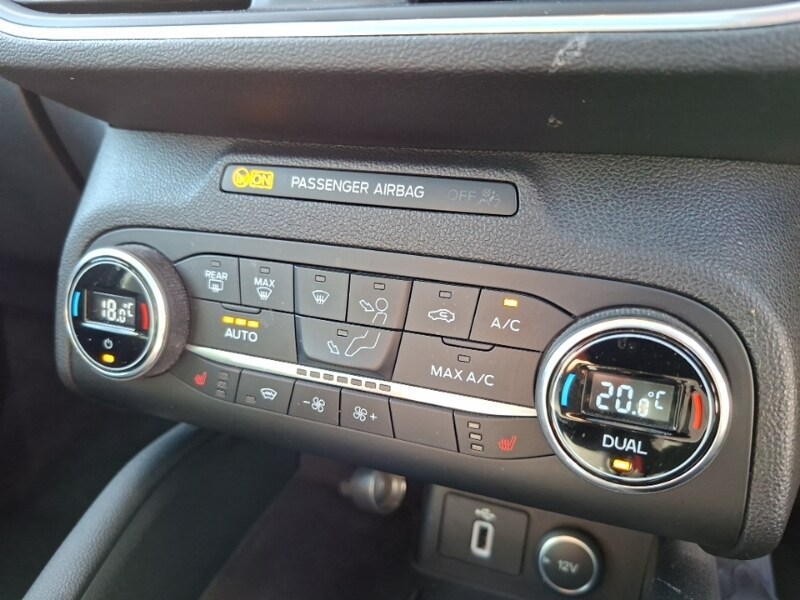 ON PASSENGER AIRBAG OFF
REAR MAX
A/C
18.0°C
AUTO
MAX A/C
20.0°C
DUAL
- +
12V